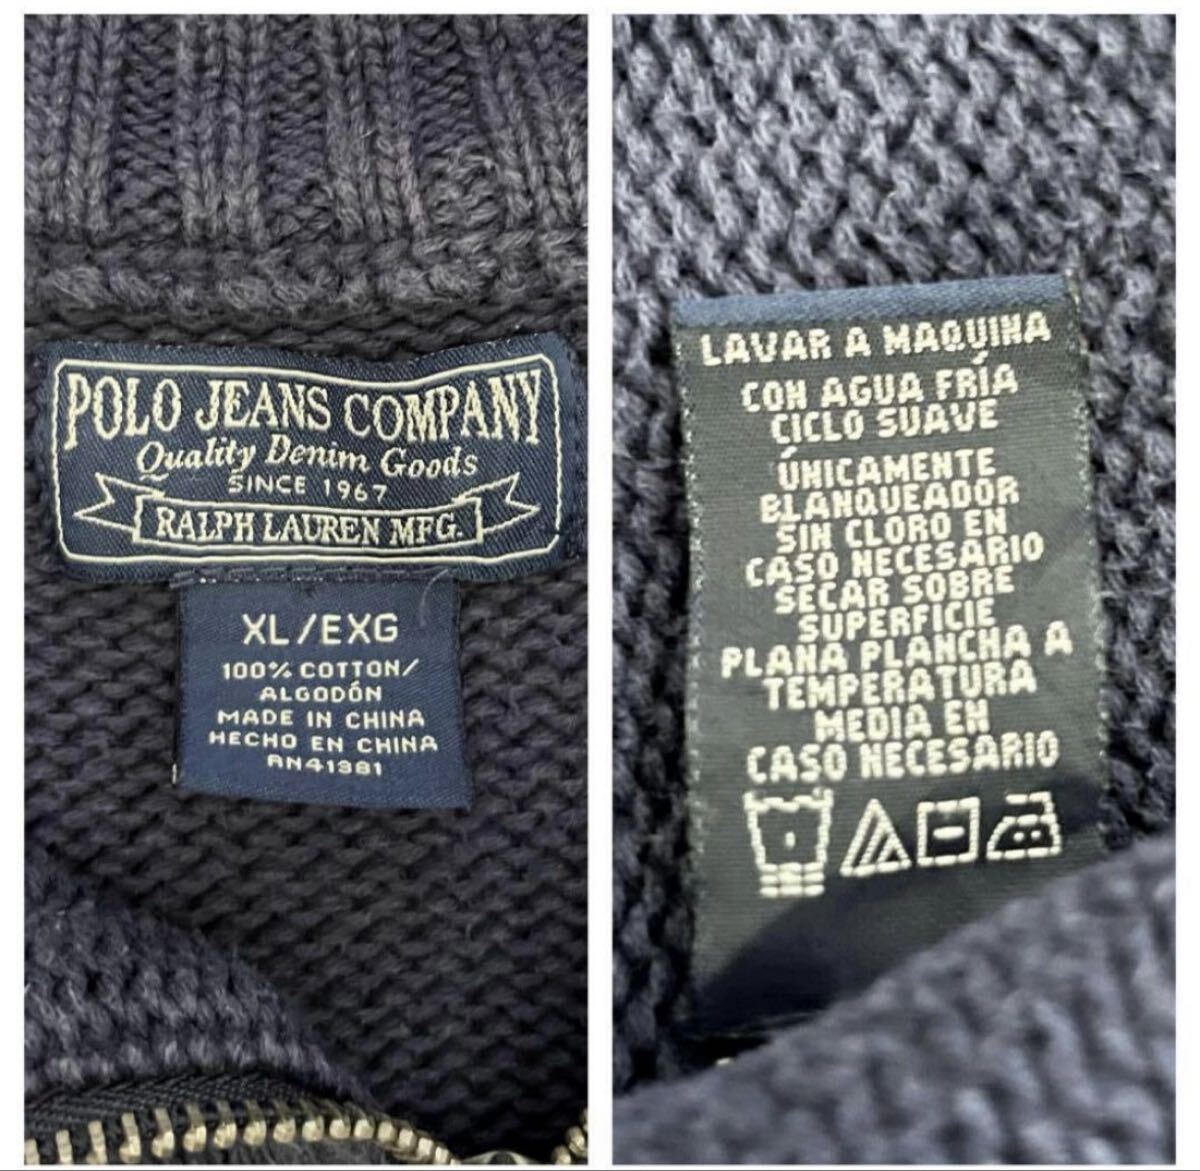 POLO JEANS COMPANY
Quality Denim Goods
SINCE 1967
RALPH LAUREN MFG.
XL/EXG
100% COTTON/
ALGODÓN
MADE IN CHINA
HECHO EN CHINA
RN41381
LAVAR A MAQUINA
CON AGUA FRÍA
CICLO SUAVE
ÚNICAMENTE
BLANQUEADOR
SIN CLORO EN
CASO NECESARIO
SECAR SOBRE
SUPERFICIE
PLANA PLANCHA A
TEMPERATURA
MEDIA EN
CASO NECESARIO